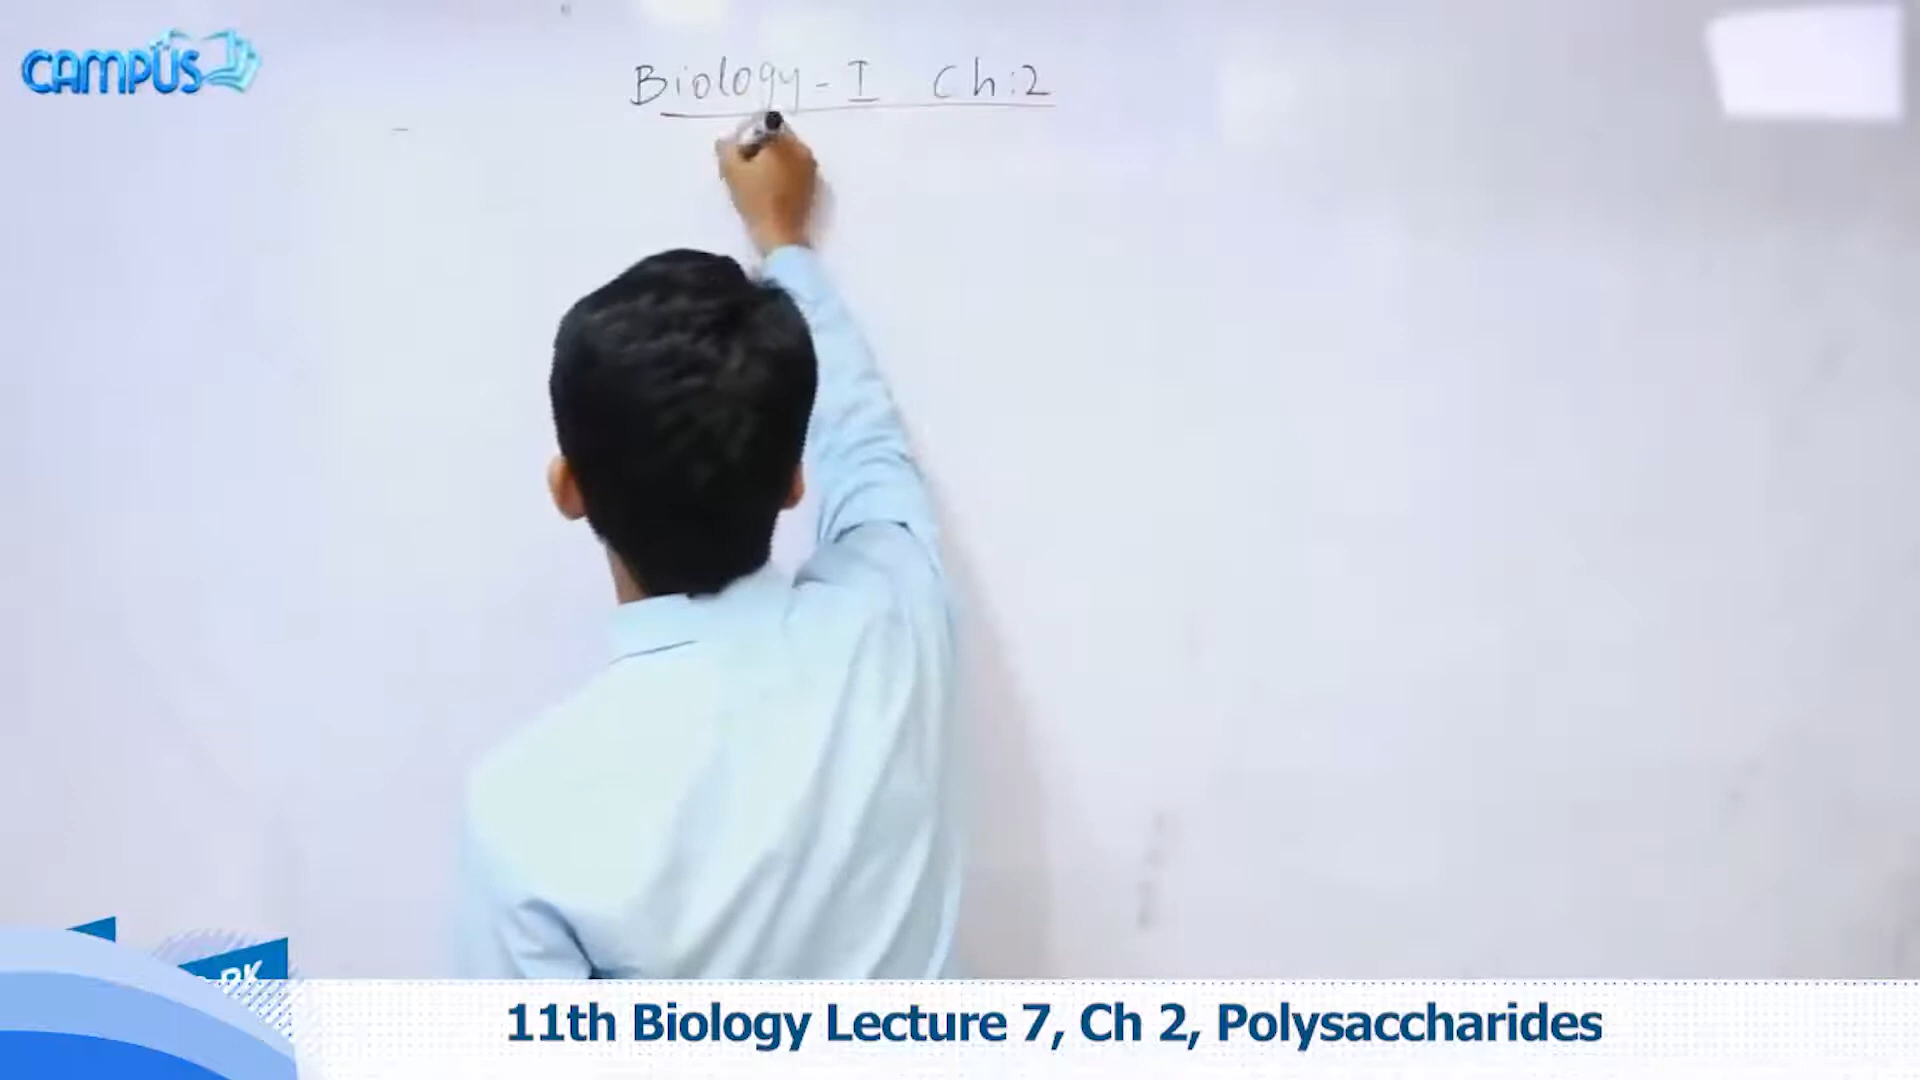 CAMPUS
Biology - I Ch:2
11th Biology Lecture 7, Ch 2, Polysaccharides